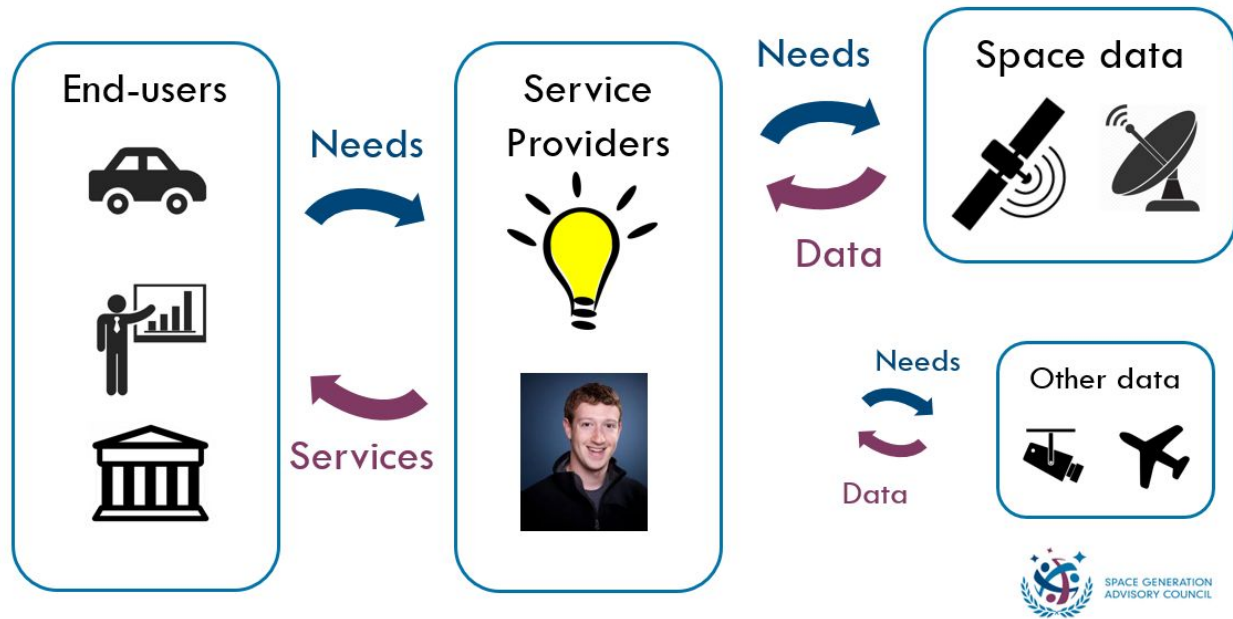 End-users
Needs
Services
Service
Providers
Needs
Data
Space data
Needs
Data
Other data
SPACE GENERATION
ADVISORY COUNCIL